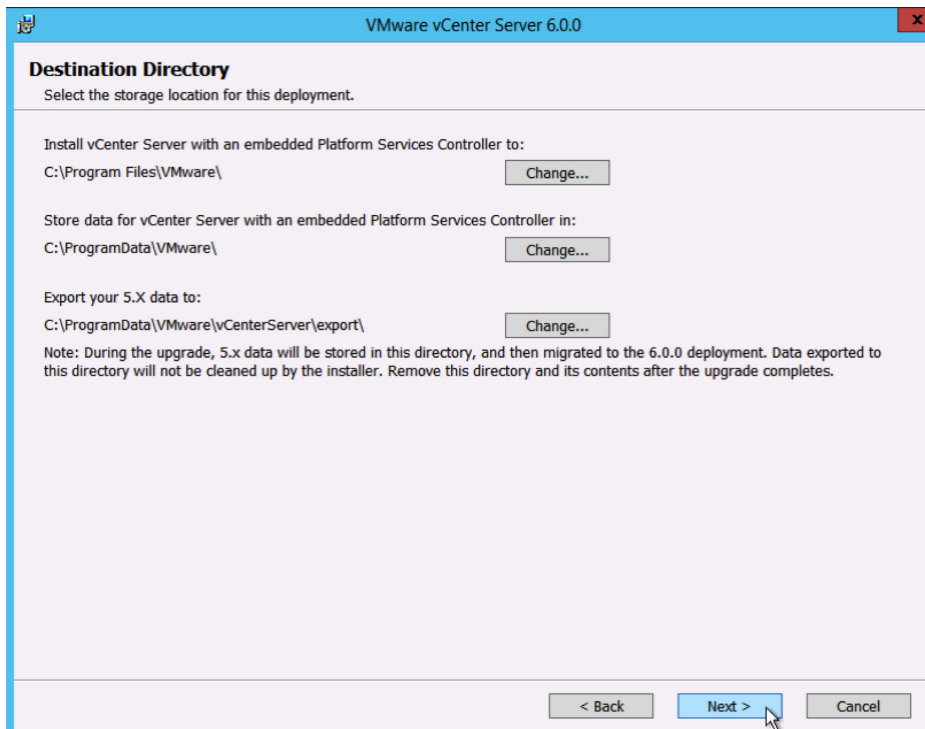 VMware vCenter Server 6.0.0
x
Destination Directory
Select the storage location for this deployment.
Install vCenter Server with an embedded Platform Services Controller to:
C:\Program Files\VMware\
Change...
Store data for vCenter Server with an embedded Platform Services Controller in:
C:\ProgramData\VMware\
Change...
Export your 5.X data to:
C:\ProgramData\VMware\vCenterServer\export\
Change...
Note: During the upgrade, 5.x data will be stored in this directory, and then migrated to the 6.0.0 deployment. Data exported to
this directory will not be cleaned up by the installer. Remove this directory and its contents after the upgrade completes.
< Back
Next >
Cancel